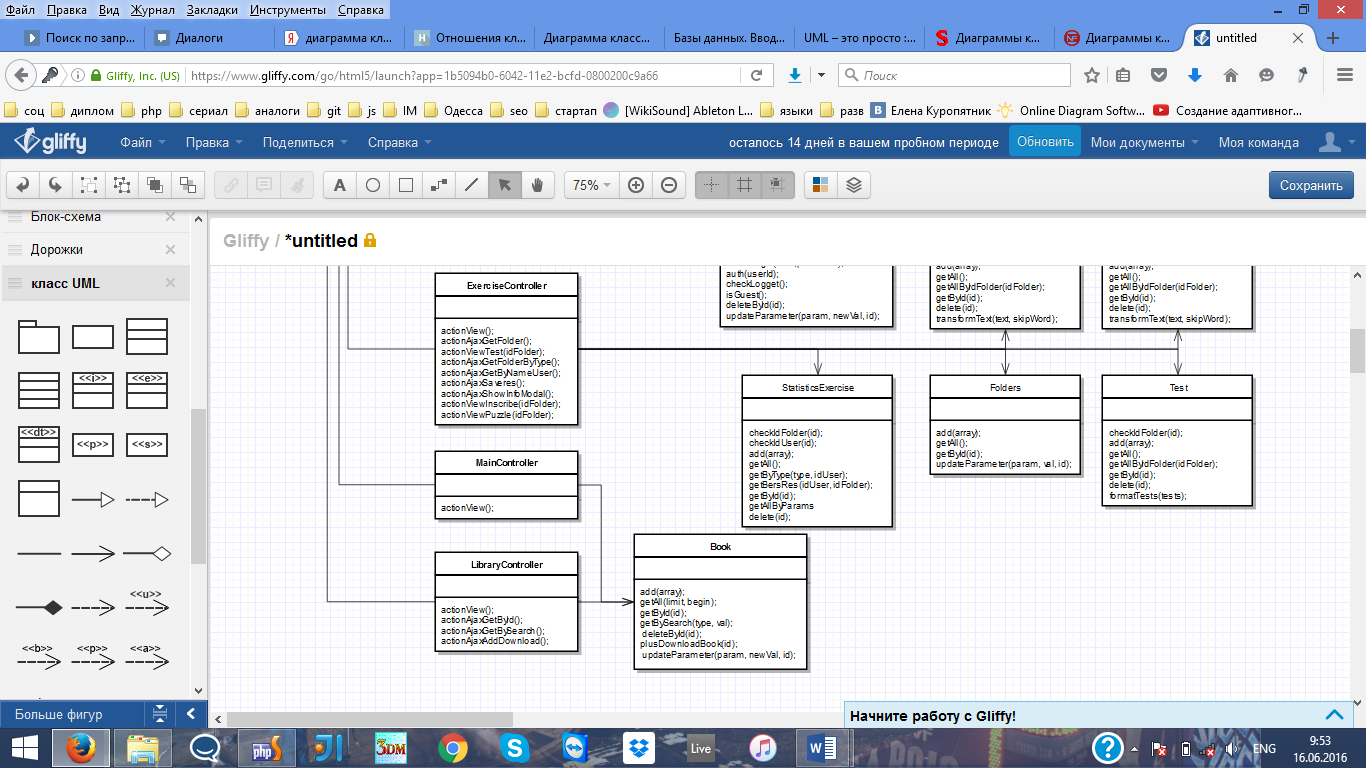 Файл Правка Вид Журнал Закладки Инструменты Справка
Поиск по запр...
Диалоги
диаграмма кл...
Отношения кл...
Диаграмма класс...
Базы данных. Ввод...
UML – это просто :...
Диаграммы к...
Диаграммы к...
untitled
Gliffy, Inc. (US)
https://www.gliffy.com/go/html5/launch?app=1b5094b0-6042-11e2-bcfd-0800200c9a66
Поиск
соц диплом php сериал аналоги git js IM Одесса seo стартап [WikiSound] Ableton L... языки разв Елена Куропятник Online Diagram Softw... Создание адаптивног...
gliffy
Файл Правка Поделиться Справка
осталось 14 дней в вашем пробном периоде
Обновить
Мои документы
Моя команда
A
75%
Сохранить
Блок-схема
Дорожки
класс UML
<<i>>
<<e>>
<<dt>>
<<p>>
<<s>>
<<u>>
<<b>>
<<p>>
<<a>>
Больше фигур
Gliffy / *untitled
ExerciseController
actionView();
actionAjaxGetFolder();
actionViewTest(idFolder);
actionAjaxGetFolderByType();
actionAjaxGetByNameUser();
actionAjaxSaveres();
actionAjaxShowInfoModal();
actionViewInscribe(idFolder);
actionViewPuzzle(idFolder);
MainController
actionView();
LibraryController
actionView();
actionAjaxGetById();
actionAjaxGetBySearch();
actionAjaxAddDownload();
auth(userId);
checkLogget();
isGuest();
deleteById(id);
updateParameter(param, newVal, id);
add(array);
getAll();
getAllByIdFolder(idFolder);
getById(id);
delete(id);
transformText(text, skipWord);
add(array);
getAll();
getAllByIdFolder(idFolder);
getById(id);
delete(id);
transformText(text, skipWord);
StatisticsExercise
checkIdFolder(id);
checkIdUser(id);
add(array);
getAll();
getByType(type, idUser);
getBersRes(idUser, idFolder);
getById(id);
getAllByParams
delete(id);
Folders
add(array);
getAll();
getById(id);
updateParameter(param, val, id);
Test
checkIdFolder(id);
add(array);
getAll();
getAllByIdFolder(idFolder);
getById(id);
delete(id);
formatTests(tests);
Book
add(array);
getAll(limit, begin);
getById(id);
getBySearch(type, val);
deleteById(id);
plusDownloadBook(id);
updateParameter(param, newVal, id);
Начните работу с Gliffy!
phpS
3DM
Live
ENG
9:53
16.06.2016